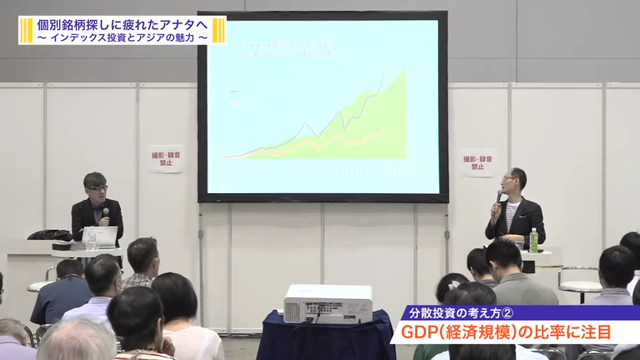 個別銘柄探しに疲れたアナタへ
～ インデックス投資とアジアの魅力 ～
撮影・録音
禁止
撮影・録音
禁止
分散投資の考え方②
GDP(経済規模)の比率に注目